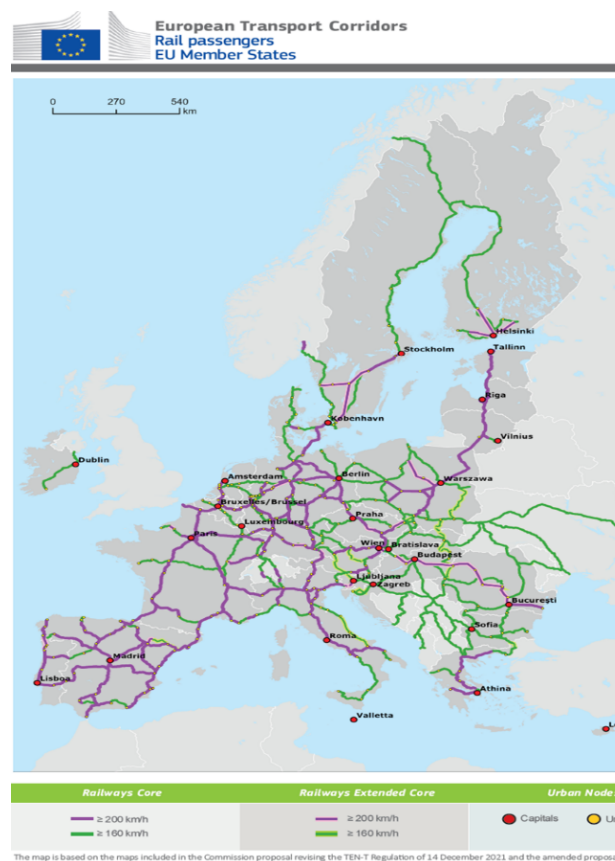 European Transport Corridors
Rail passengers
EU Member States
0 270 540
km
Helsinki
Stockholm
Tallinn
Rīga
København
Vilnius
Dublin
Amsterdam
Berlin
Warszawa
Bruxelles/Brussel
Luxembourg
Praha
Paris
Wien
Bratislava
Budapest
Ljubljana
Zagreb
București
Sofia
Roma
Madrid
Lisboa
Athina
Valletta
Railways Core
Railways Extended Core
Urban Node
≥ 200 km/h
≥ 200 km/h
Capitals
≥ 160 km/h
≥ 160 km/h
The map is based on the maps included in the Commission proposal revising the TEN-T Regulation of 14 December 2021 and the amended